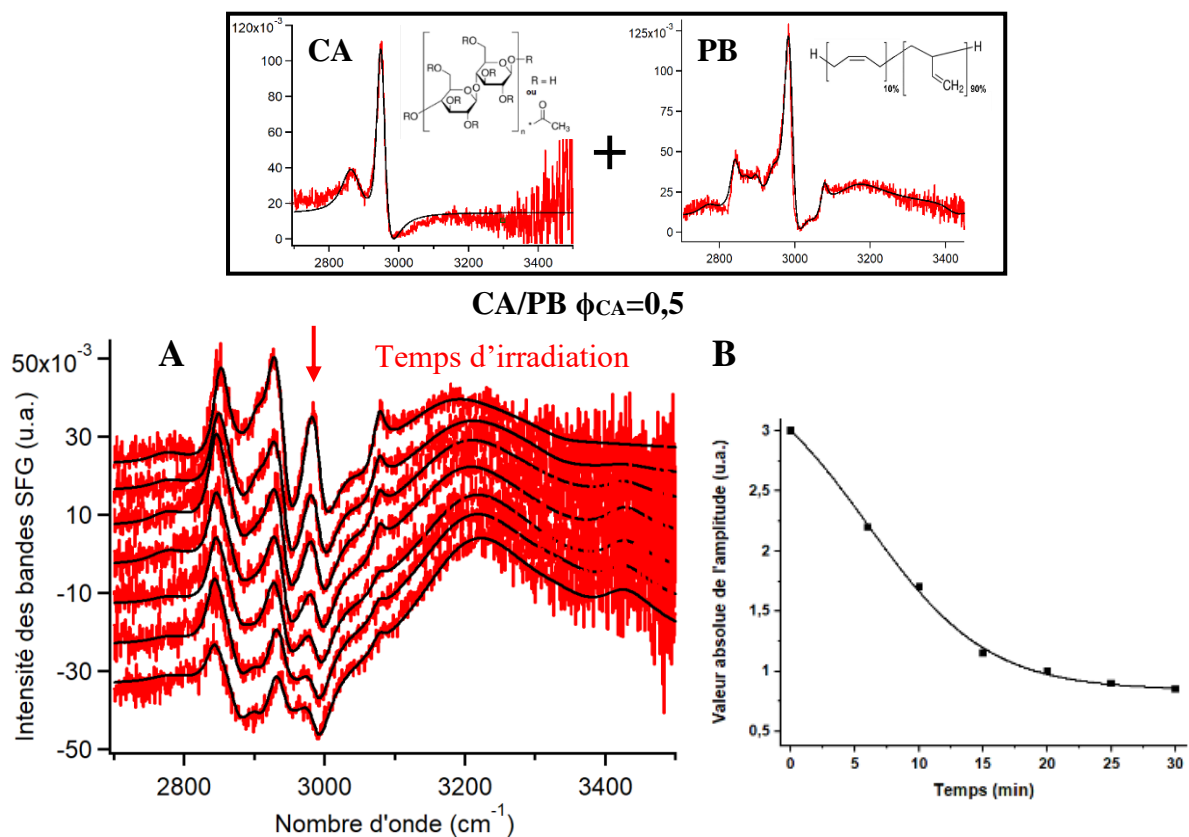 120x10⁻³
100
80
60
40
20
0
2800 3000 3200 3400
CA
RO OR
R = H
ou
CH₃
O
n
+
125x10⁻³
100
75
50
25
0
2800 3000 3200 3400
PB
H
10%
CH₂
90%
H
CA/PB ϕCA=0,5
A
Temps d'irradiation
50x10⁻³
30
10
-10
-30
-50
Intensité des bandes SFG (u.a.)
2800 3000 3200 3400
Nombre d'onde (cm⁻¹)
B
3
2,5
2
1,5
1
0,5
Valeur absolue de l'amplitude (u.a.)
0 5 10 15 20 25 30
Temps (min)